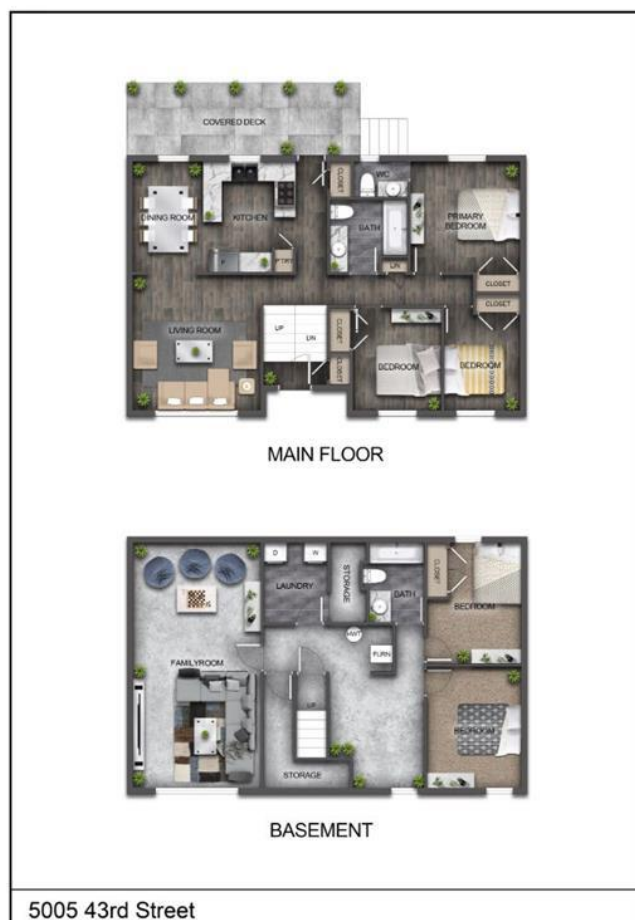 COVERED DECK
CLOSET
WC
DINING ROOM
KITCHEN
BATH
PRIMARY
BEDROOM
PTRY
LIN
CLOSET
CLOSET
LIVING ROOM
UP
DN
CLOSET
CLOSET
BEDROOM
BEDROOM
MAIN FLOOR
D
W
LAUNDRY
STORAGE
BATH
CLOSET
BEDROOM
HWT
FURN
FAMILYROOM
UP
BEDROOM
STORAGE
BASEMENT
5005 43rd Street